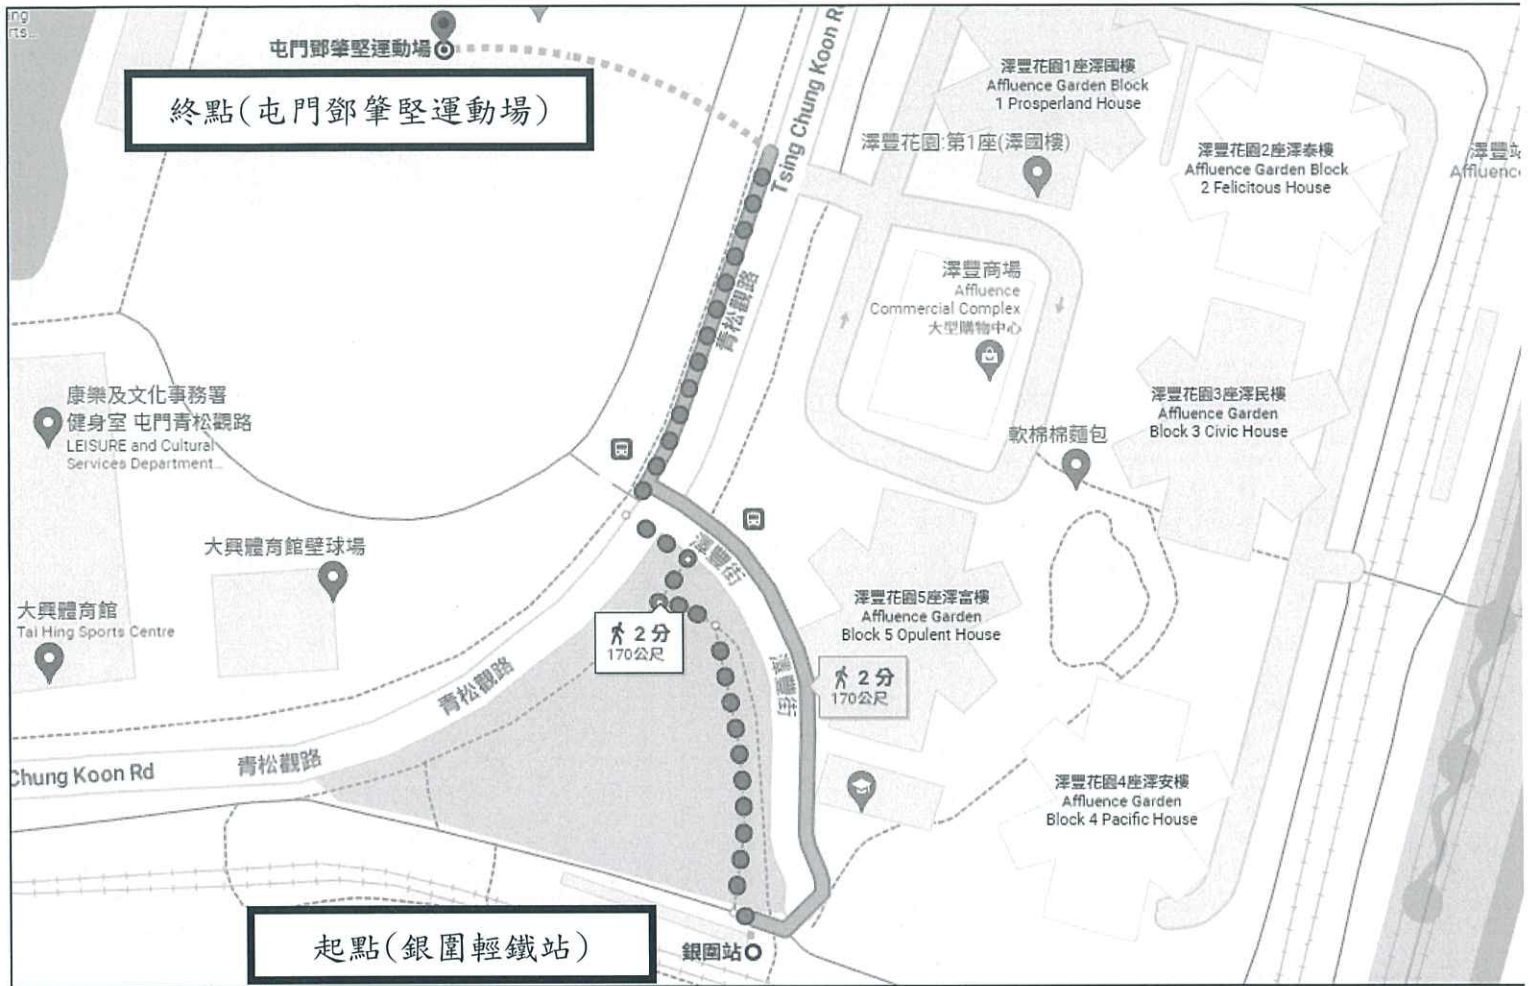 ng
rts...
屯門鄧肇堅運動場
終點(屯門鄧肇堅運動場)
Tsing Chung Koon R
澤豐花園1座澤國樓
Affluence Garden Block
1 Prosperland House
澤豐花園:第1座(澤國樓)
澤豐花園2座澤泰樓
Affluence Garden Block
2 Felicitous House
澤豐站
Affluenc
青松觀路
澤豐商場
Affluence
Commercial Complex
大型購物中心
康樂及文化事務署
健身室 屯門青松觀路
LEISURE and Cultural
Services Department...
澤豐花園3座澤民樓
Affluence Garden
Block 3 Civic House
軟棉棉麵包
大興體育館壁球場
澤豐街
大興體育館
Tai Hing Sports Centre
澤豐花園5座澤富樓
Affluence Garden
Block 5 Opulent House
2 分
170公尺
澤豐街
2 分
170公尺
青松觀路
Chung Koon Rd
青松觀路
澤豐花園4座澤安樓
Affluence Garden
Block 4 Pacific House
起點(銀圍輕鐵站)
銀圍站